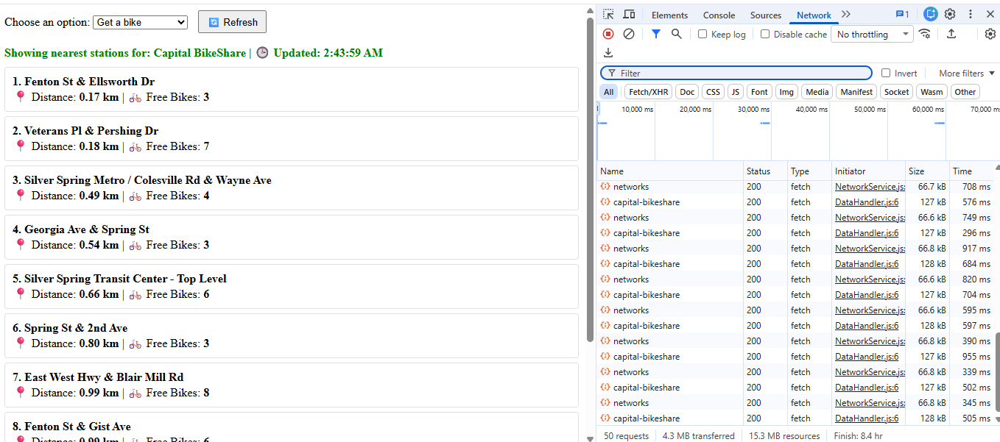 Choose an option: Get a bike Refresh
Showing nearest stations for: Capital BikeShare | Updated: 2:43:59 AM
1. Fenton St & Ellsworth Dr
Distance: 0.17 km | Free Bikes: 3
2. Veterans Pl & Pershing Dr
Distance: 0.18 km | Free Bikes: 7
3. Silver Spring Metro / Colesville Rd & Wayne Ave
Distance: 0.49 km | Free Bikes: 4
4. Georgia Ave & Spring St
Distance: 0.54 km | Free Bikes: 3
5. Silver Spring Transit Center - Top Level
Distance: 0.66 km | Free Bikes: 6
6. Spring St & 2nd Ave
Distance: 0.80 km | Free Bikes: 3
7. East West Hwy & Blair Mill Rd
Distance: 0.99 km | Free Bikes: 8
8. Fenton St & Gist Ave
Distance: 0.99 km | Free Bikes: 6
Elements Console Sources Network 1
Keep log Disable cache No throttling
Filter Invert More filters
All Fetch/XHR Doc CSS JS Font Img Media Manifest Socket Wasm Other
10,000 ms 20,000 ms 30,000 ms 40,000 ms 50,000 ms 60,000 ms 70,000 ms
Name Status Type Initiator Size Time
networks 200 fetch NetworkService.js: 66.7 kB 708 ms
capital-bikeshare 200 fetch DataHandler.js:6 127 kB 576 ms
networks 200 fetch NetworkService.js: 66.6 kB 749 ms
capital-bikeshare 200 fetch DataHandler.js:6 127 kB 296 ms
networks 200 fetch NetworkService.js: 66.8 kB 917 ms
capital-bikeshare 200 fetch DataHandler.js:6 128 kB 684 ms
networks 200 fetch NetworkService.js: 66.6 kB 820 ms
capital-bikeshare 200 fetch DataHandler.js:6 127 kB 704 ms
networks 200 fetch NetworkService.js: 66.6 kB 595 ms
capital-bikeshare 200 fetch DataHandler.js:6 128 kB 597 ms
networks 200 fetch NetworkService.js: 66.8 kB 390 ms
capital-bikeshare 200 fetch DataHandler.js:6 127 kB 955 ms
networks 200 fetch NetworkService.js: 66.8 kB 339 ms
capital-bikeshare 200 fetch DataHandler.js:6 127 kB 502 ms
networks 200 fetch NetworkService.js: 66.8 kB 345 ms
capital-bikeshare 200 fetch DataHandler.js:6 128 kB 505 ms
50 requests 4.3 MB transferred 15.3 MB resources Finish: 8.4 hr